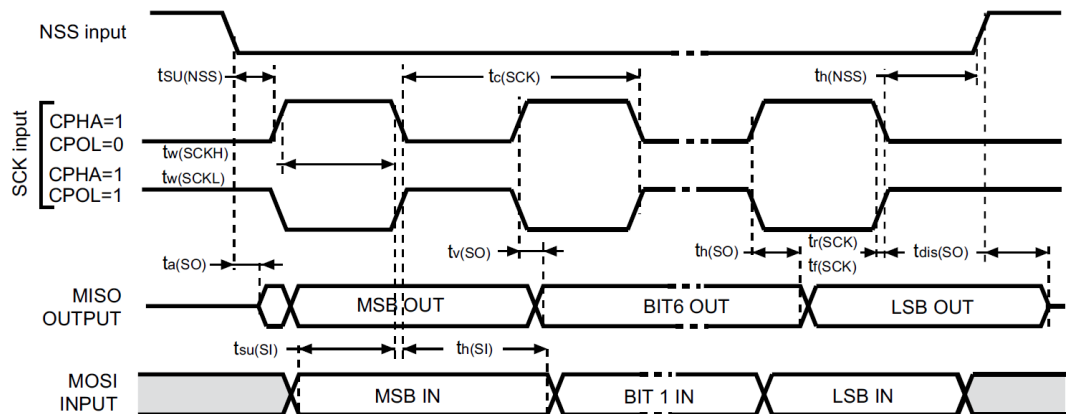 NSS input
tSU(NSS)
tc(SCK)
th(NSS)
SCK input
CPHA=1
CPOL=0
tw(SCKH)
CPHA=1
tw(SCKL)
CPOL=1
ta(SO)
tv(SO)
th(SO)
tr(SCK)
tf(SCK)
tdis(SO)
MISO
OUTPUT
MSB OUT
BIT6 OUT
LSB OUT
tsu(SI)
th(SI)
MOSI
INPUT
MSB IN
BIT 1 IN
LSB IN